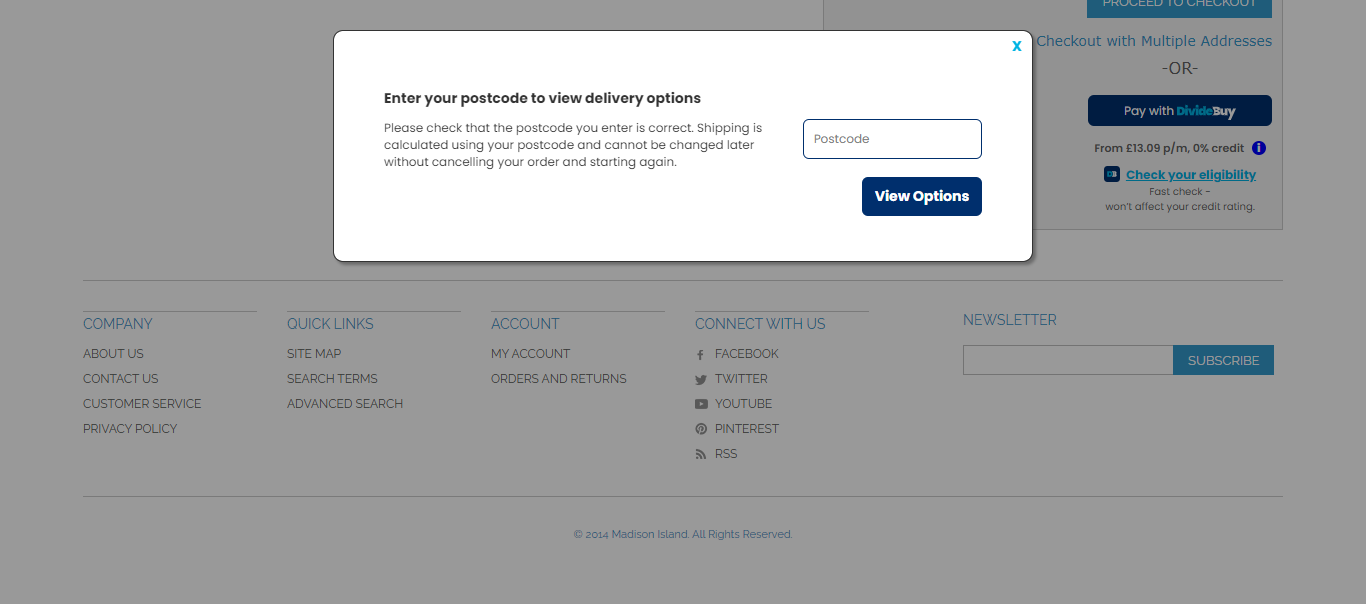 PROCEED TO CHECKOUT
X
Checkout with Multiple Addresses
-OR-
Enter your postcode to view delivery options
Please check that the postcode you enter is correct. Shipping is
calculated using your postcode and cannot be changed later
without cancelling your order and starting again.
Postcode
View Options
Pay with DivideBuy
From £13.09 p/m, 0% credit i
DB Check your eligibility
Fast check -
won't affect your credit rating.
COMPANY
ABOUT US
CONTACT US
CUSTOMER SERVICE
PRIVACY POLICY
QUICK LINKS
SITE MAP
SEARCH TERMS
ADVANCED SEARCH
ACCOUNT
MY ACCOUNT
ORDERS AND RETURNS
CONNECT WITH US
FACEBOOK
TWITTER
YOUTUBE
PINTEREST
RSS
NEWSLETTER
SUBSCRIBE
© 2014 Madison Island. All Rights Reserved.